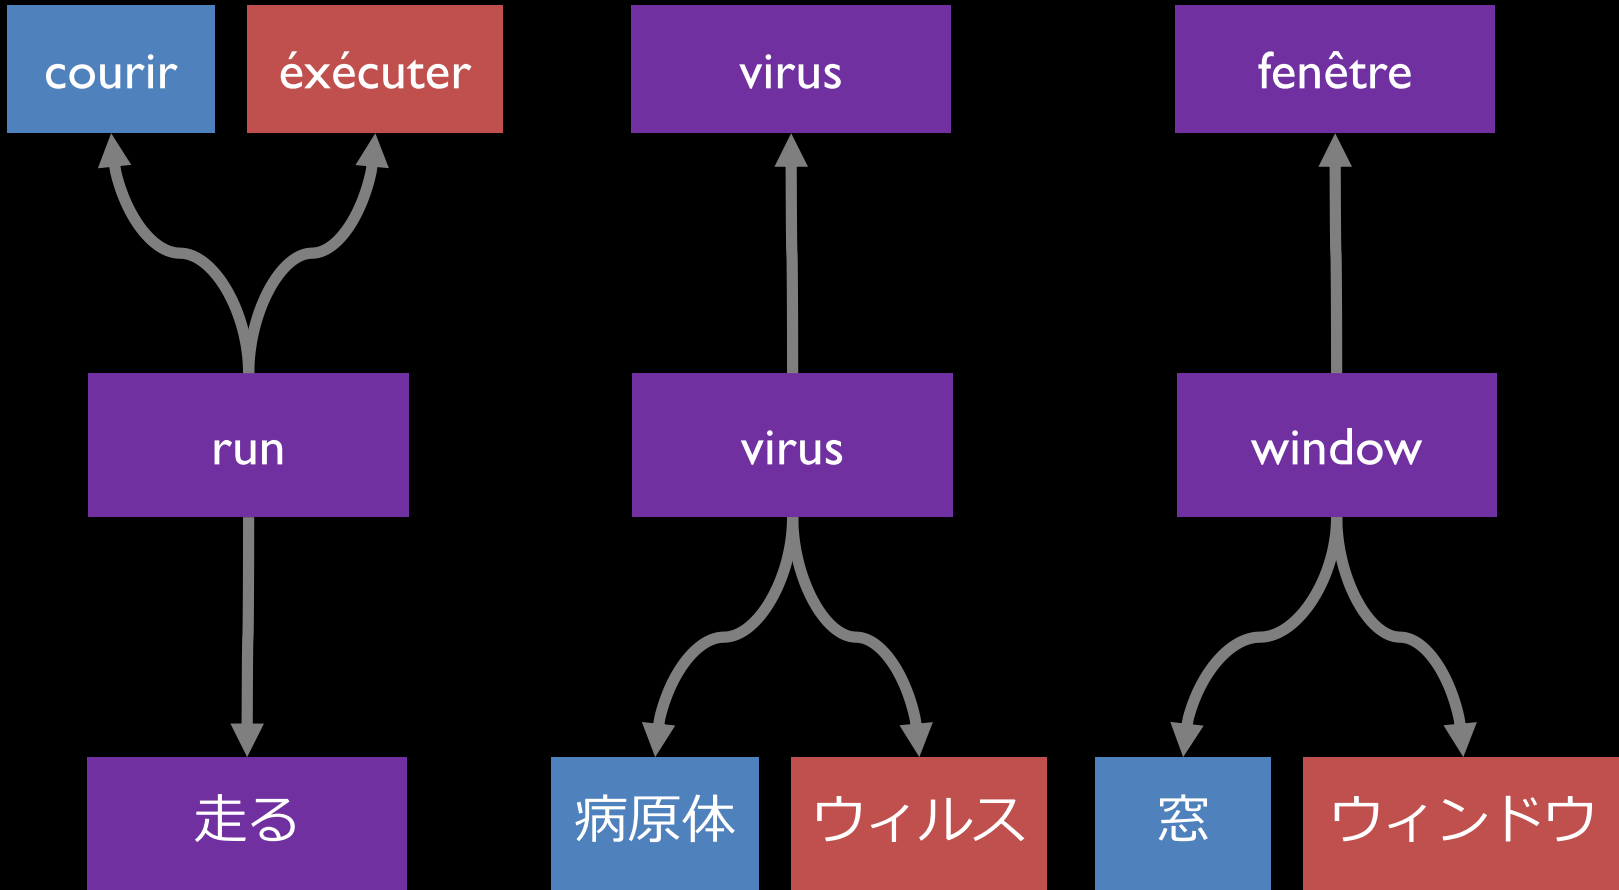 courir
éxécuter
virus
fenêtre
run
virus
window
走る
病原体
ウィルス
窓
ウィンドウ